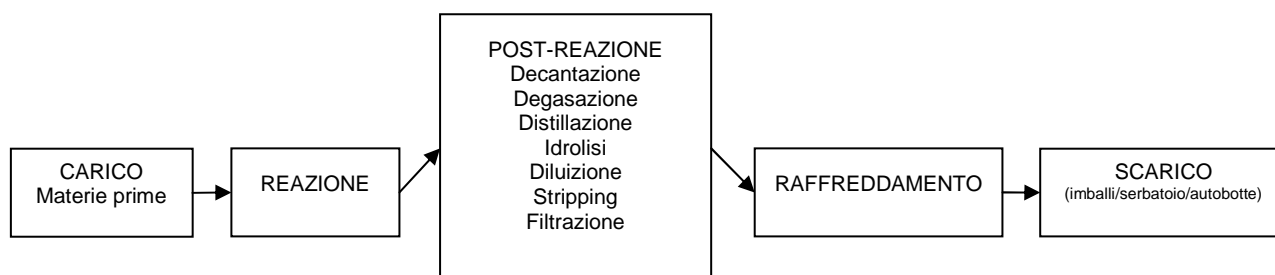 CARICO
Materie prime
REAZIONE
POST-REAZIONE
Decantazione
Degasazione
Distillazione
Idrolisi
Diluizione
Stripping
Filtrazione
RAFFREDDAMENTO
SCARICO
(imballi/serbatoio/autobotte)